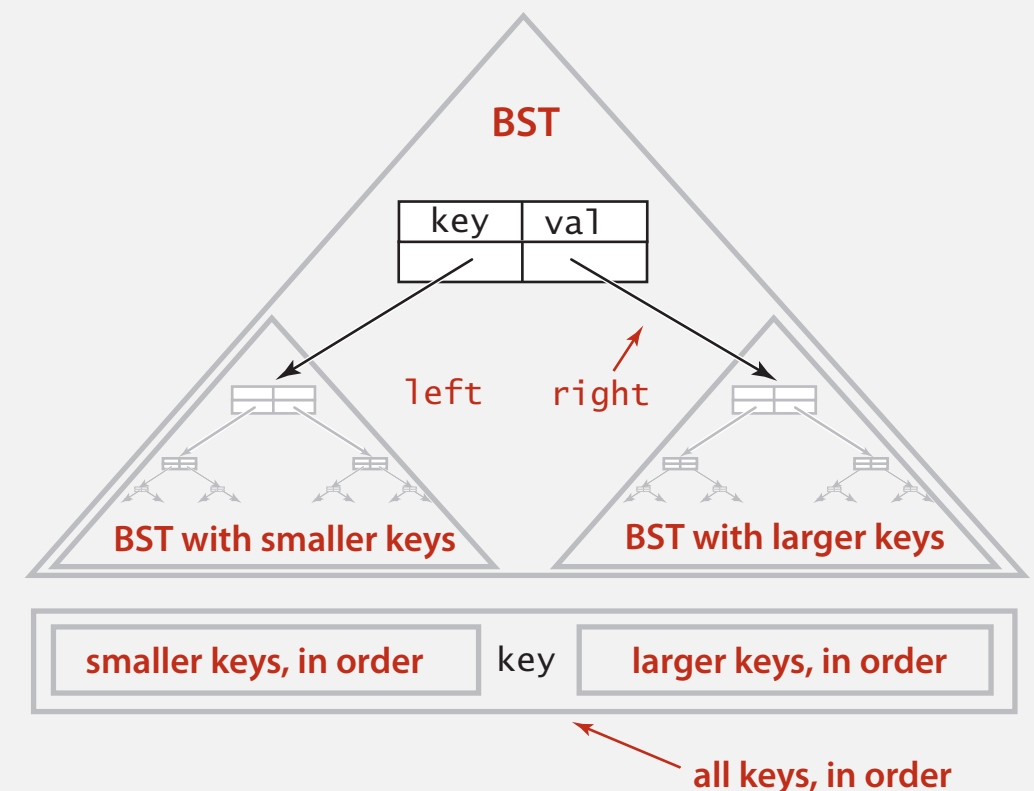 BST
key val
left right
BST with smaller keys BST with larger keys
smaller keys, in order key larger keys, in order
all keys, in order